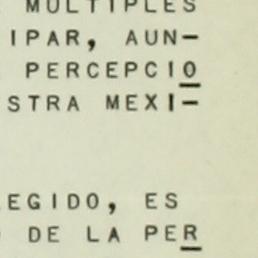 MULTIPLES
IPAR, AUN-
PERCEPCIO
STRA MEXI-
EGIDO, ES
DE LA PER